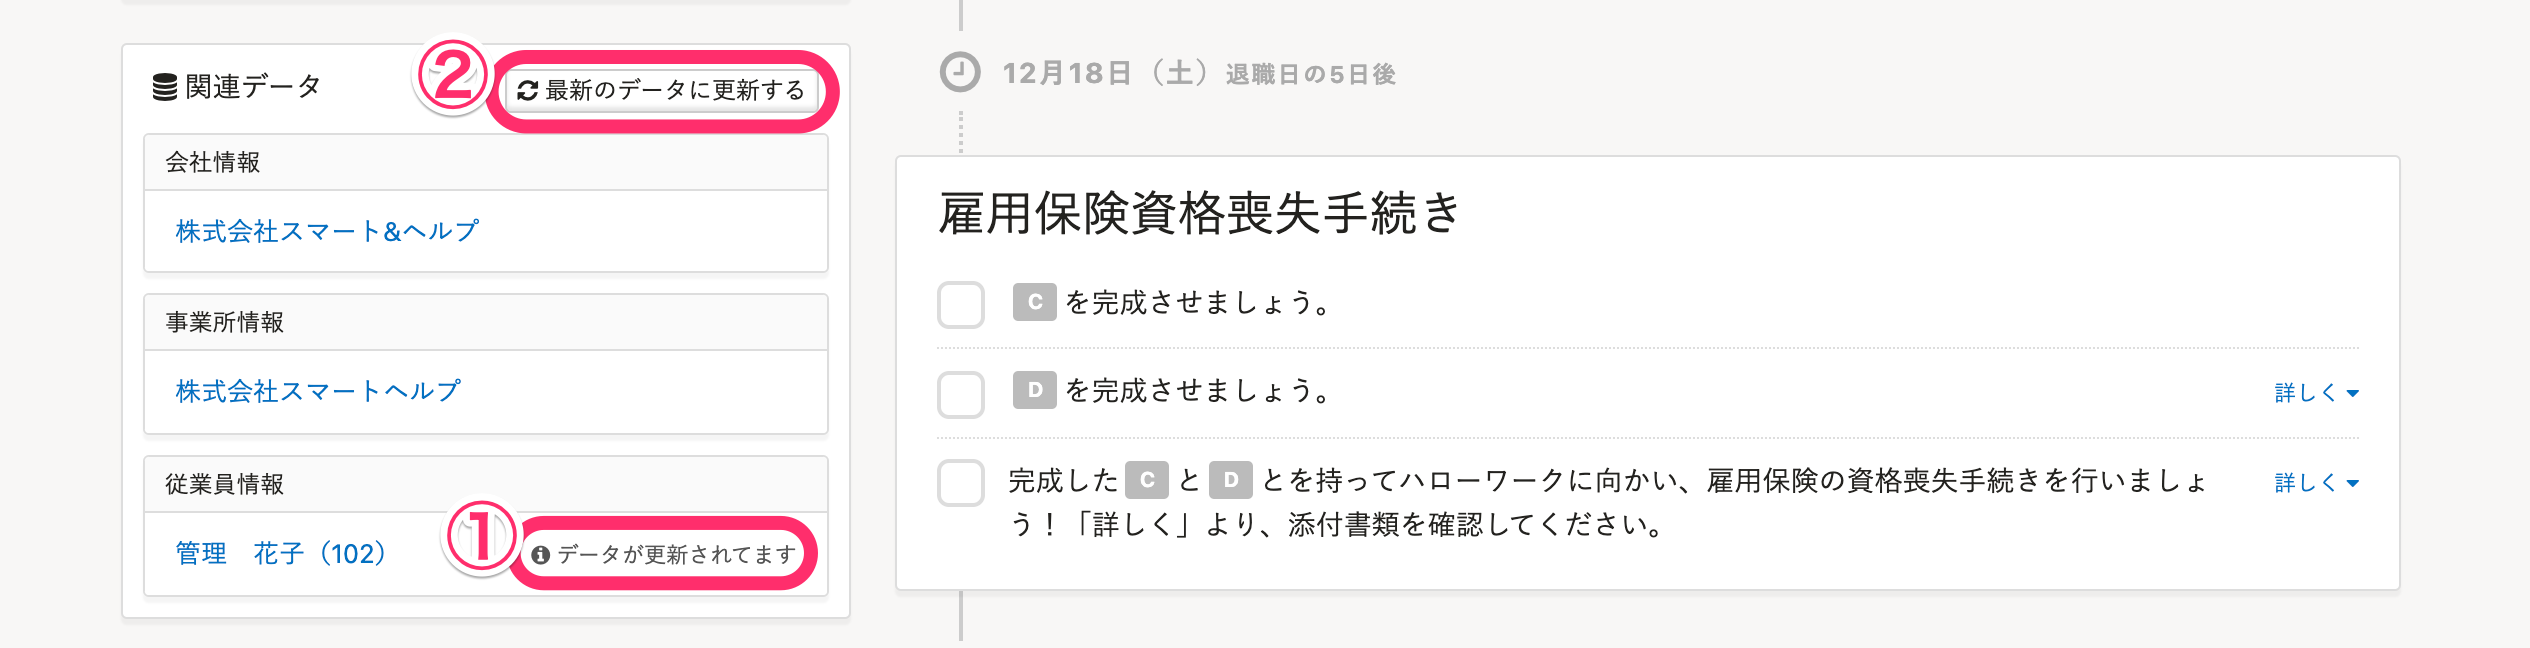 関連データ
②
最新のデータに更新する
会社情報
株式会社スマート&ヘルプ
事業所情報
株式会社スマートヘルプ
従業員情報
管理　花子（102）
①
データが更新されてます
12月18日（土）退職日の5日後
雇用保険資格喪失手続き
C を完成させましょう。
D を完成させましょう。
詳しく
完成した C と D とを持ってハローワークに向かい、雇用保険の資格喪失手続きを行いましょ
う！「詳しく」より、添付書類を確認してください。
詳しく